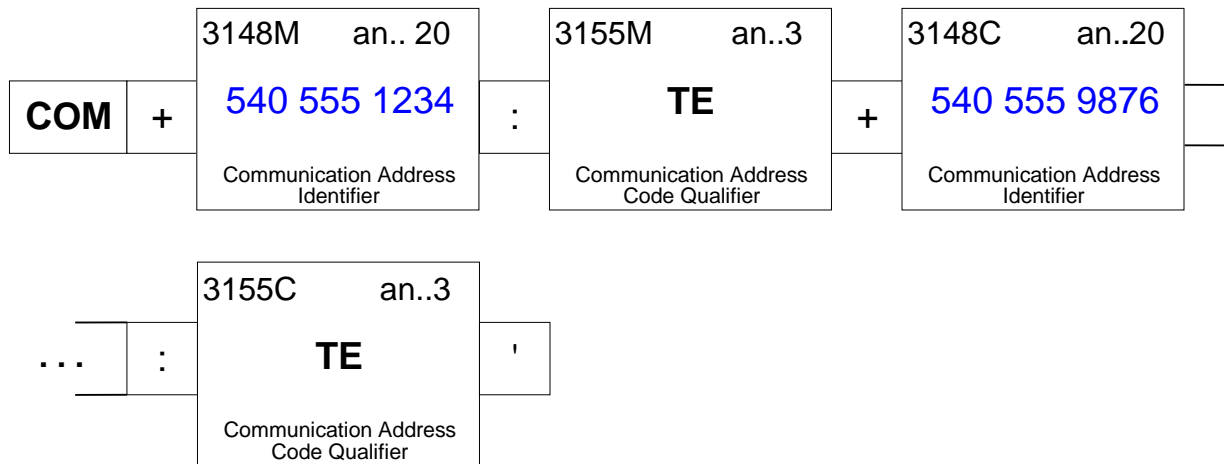 3148M an.. 20 3155M an..3 3148C an..20
COM + 540 555 1234 : TE + 540 555 9876
Communication Address Identifier Communication Address Code Qualifier Communication Address Identifier
3155C an..3
... : TE '
Communication Address
Code Qualifier